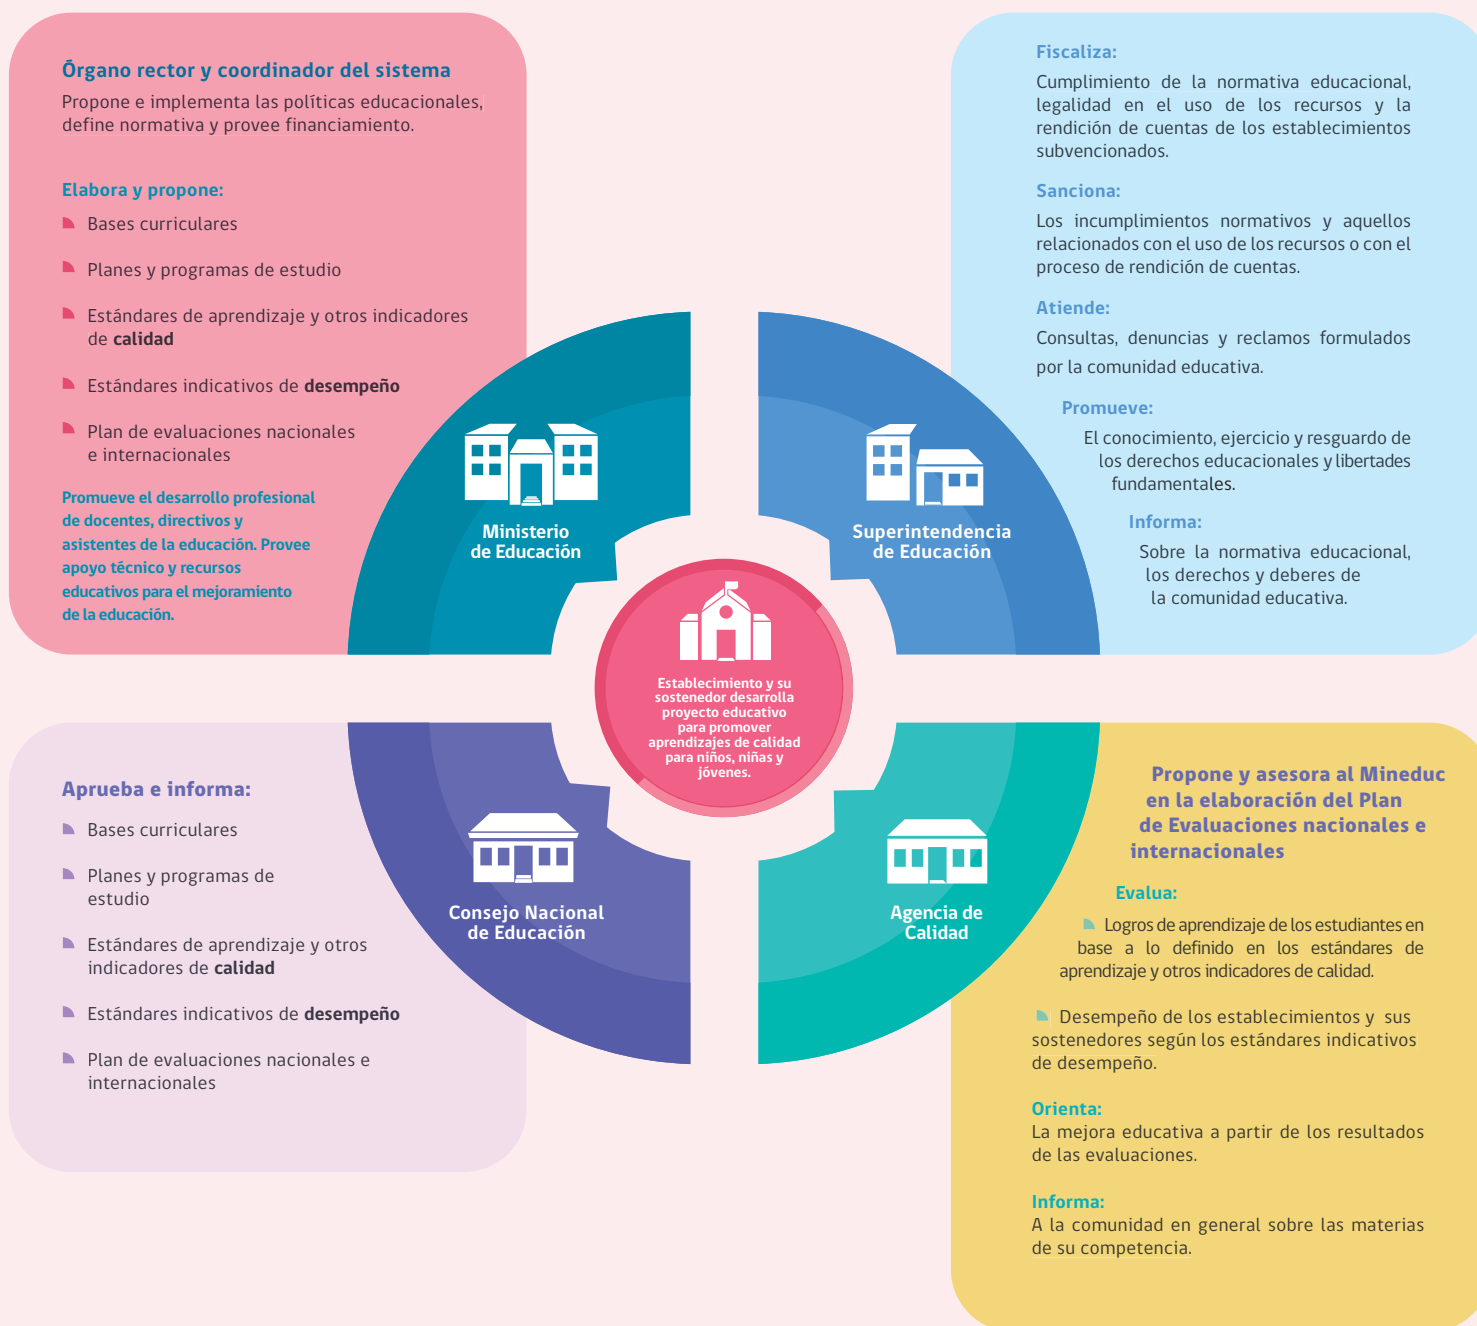 Órgano rector y coordinador del sistema
Propone e implementa las políticas educacionales,
define normativa y provee financiamiento.
Elabora y propone:
Bases curriculares
Planes y programas de estudio
Estándares de aprendizaje y otros indicadores
de calidad
Estándares indicativos de desempeño
Plan de evaluaciones nacionales
e internacionales
Promueve el desarrollo profesional
de docentes, directivos y
asistentes de la educación. Provee
apoyo técnico y recursos
educativos para el mejoramiento
de la educación.
Ministerio
de Educación
Fiscaliza:
Cumplimiento de la normativa educacional,
legalidad en el uso de los recursos y la
rendición de cuentas de los establecimientos
subvencionados.
Sanciona:
Los incumplimientos normativos y aquellos
relacionados con el uso de los recursos o con el
proceso de rendición de cuentas.
Atiende:
Consultas, denuncias y reclamos formulados
por la comunidad educativa.
Promueve:
El conocimiento, ejercicio y resguardo de
los derechos educacionales y libertades
fundamentales.
Informa:
Sobre la normativa educacional,
los derechos y deberes de
la comunidad educativa.
Superintendencia
de Educación
Establecimiento y su
sostenedor desarrolla
proyecto educativo
para promover
aprendizajes de calidad
para niños, niñas y
jóvenes.
Aprueba e informa:
Bases curriculares
Planes y programas de
estudio
Estándares de aprendizaje y otros
indicadores de calidad
Estándares indicativos de desempeño
Plan de evaluaciones nacionales e
internacionales
Consejo Nacional
de Educación
Agencia de
Calidad
Propone y asesora al Mineduc
en la elaboración del Plan
de Evaluaciones nacionales e
internacionales
Evalua:
Logros de aprendizaje de los estudiantes en
base a lo definido en los estándares de
aprendizaje y otros indicadores de calidad.
Desempeño de los establecimientos y sus
sostenedores según los estándares indicativos
de desempeño.
Orienta:
La mejora educativa a partir de los resultados
de las evaluaciones.
Informa:
A la comunidad en general sobre las materias
de su competencia.